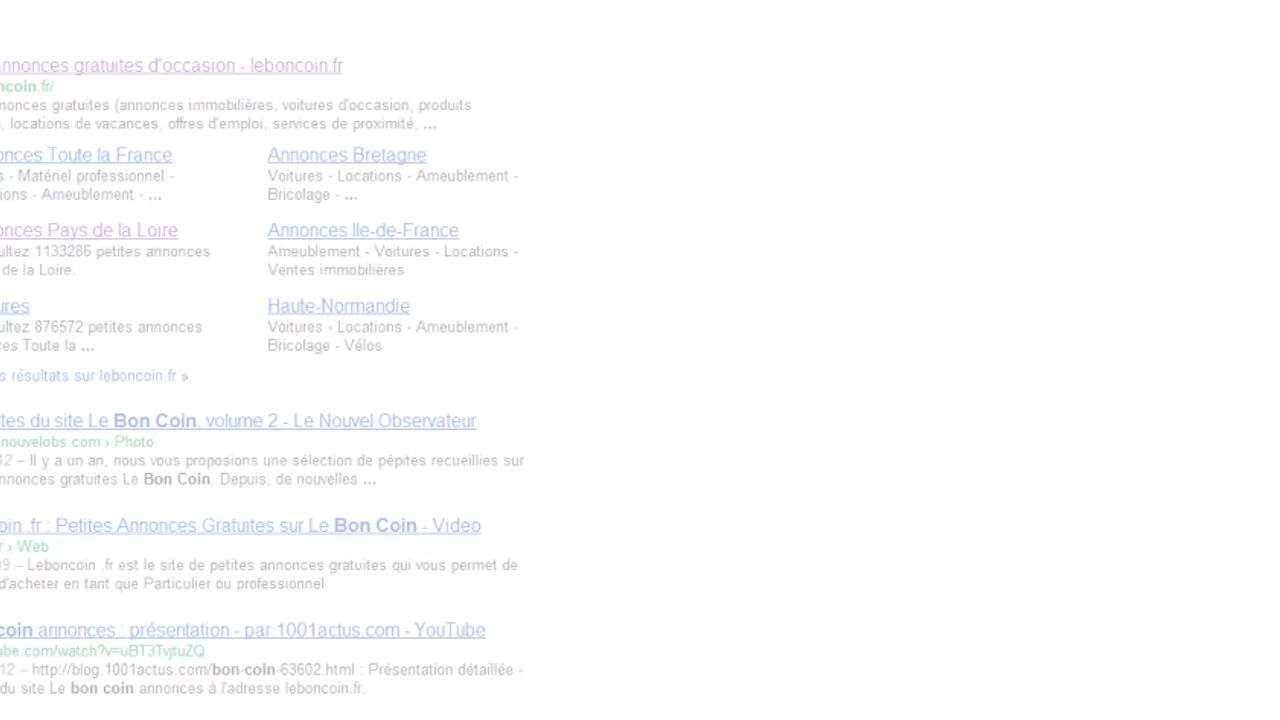 annonces gratuites d'occasion - leboncoin.fr
ncoin.fr/
nonces gratuites (annonces immobilières, voitures d'occasion, produits
, locations de vacances, offres d'emploi, services de proximité, ...
onces Toute la France
s - Matériel professionnel -
ions - Ameublement - ...
Annonces Bretagne
Voitures - Locations - Ameublement -
Bricolage - ...
onces Pays de la Loire
ultez 1133286 petites annonces
de la Loire.
Annonces Ile-de-France
Ameublement - Voitures - Locations -
Ventes immobilières
ures
ultez 876572 petites annonces
res Toute la ...
Haute-Normandie
Voitures - Locations - Ameublement -
Bricolage - Vélos
s résultats sur leboncoin.fr »
tes du site Le Bon Coin, volume 2 - Le Nouvel Observateur
nouvelobs.com › Photo
12 – Il y a un an, nous vous proposions une sélection de pépites recueillies sur
nnonces gratuites Le Bon Coin. Depuis, de nouvelles ...
oin .fr : Petites Annonces Gratuites sur Le Bon Coin - Video
r › Web
09 – Leboncoin .fr est le site de petites annonces gratuites qui vous permet de
d'acheter en tant que Particulier ou professionnel.
coin annonces : présentation - par 1001actus.com - YouTube
ube.com/watch?v=uBT3TvjtuZQ
12 – http://blog.1001actus.com/bon-coin-63602.html : Présentation détaillée -
du site Le bon coin annonces à l'adresse leboncoin.fr.